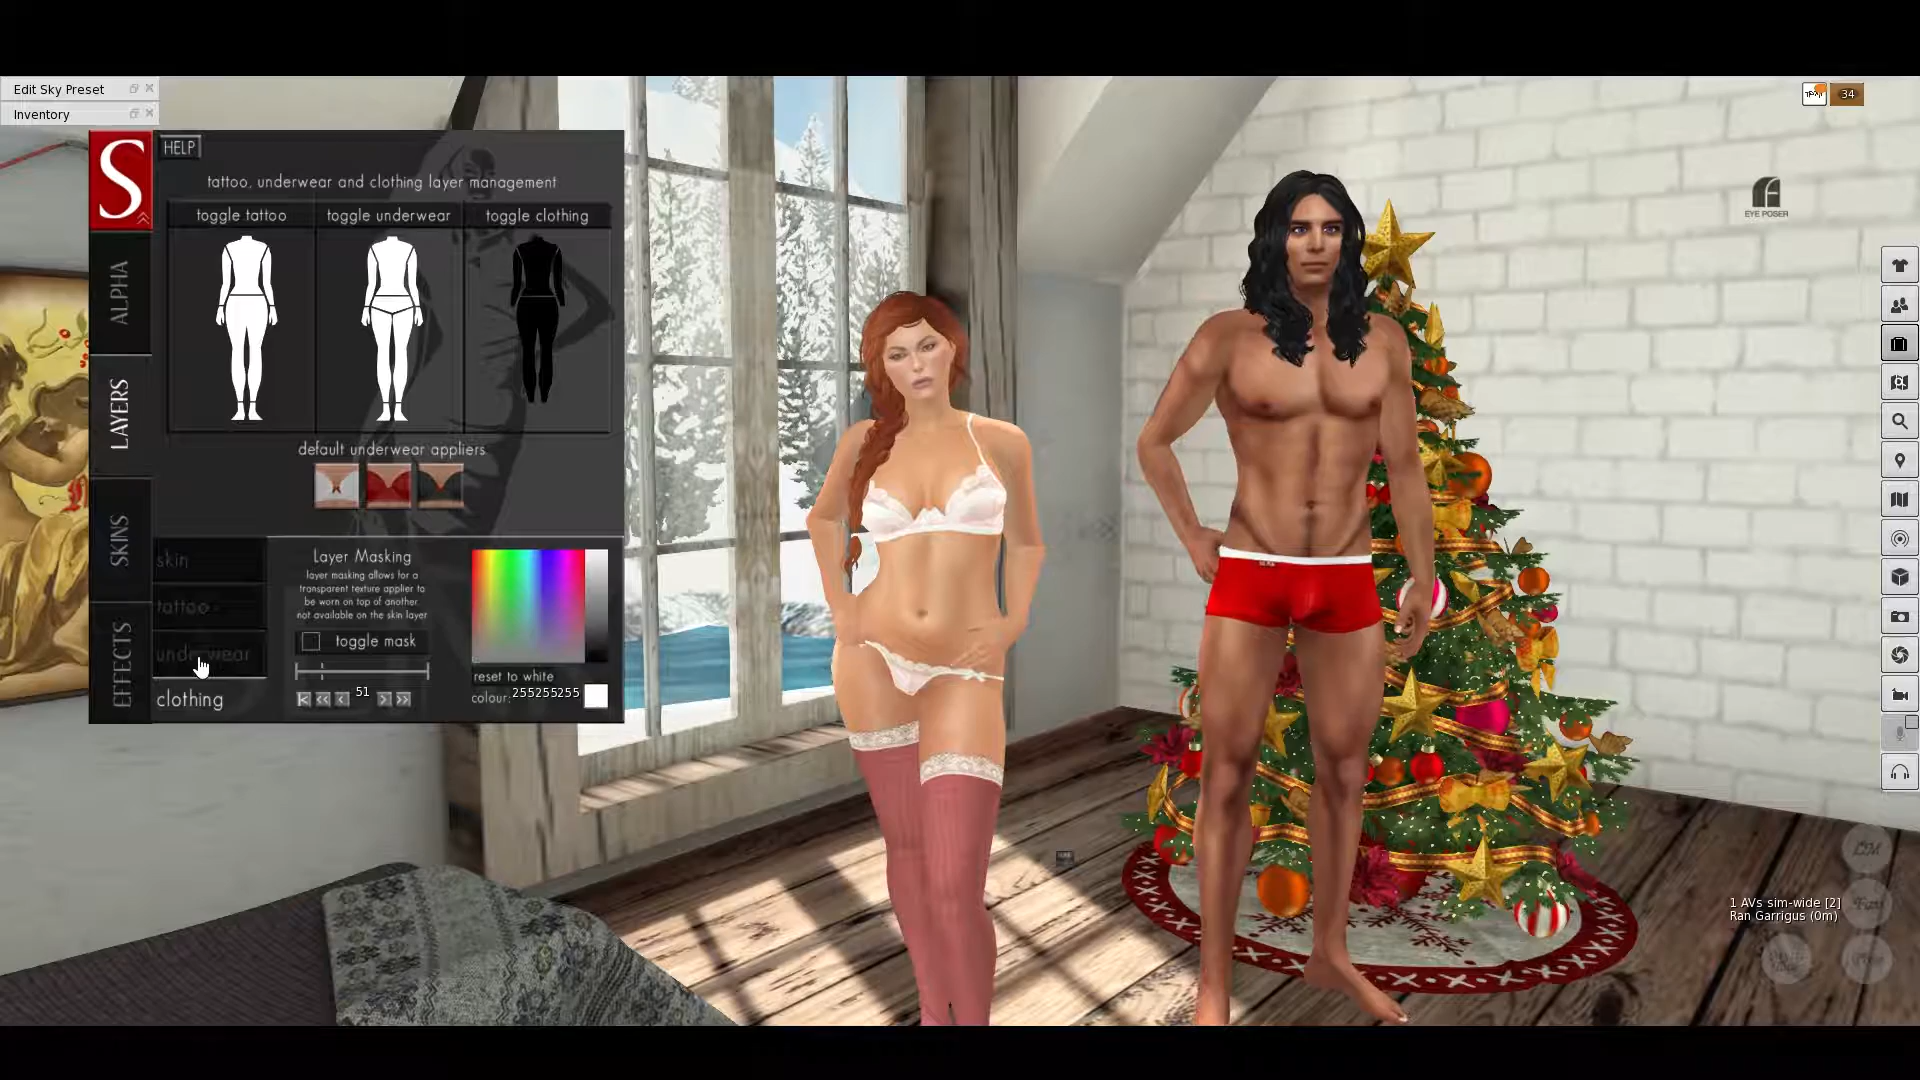 Edit Sky Preset
Inventory
34
EYE POSER
S
HELP
tattoo, underwear and clothing layer management
toggle tattoo
toggle underwear
toggle clothing
ALPHA
LAYERS
SKINS
EFFECTS
default underwear appliers
skin
tattoo
underwear
clothing
Layer Masking
layer masking allows for a
transparent texture applier to
be worn on top of another.
not available on the skin layer
toggle mask
51
reset to white
colour: 255255255
1 AVs sim-wide [2]
Ran Garrigus (0m)